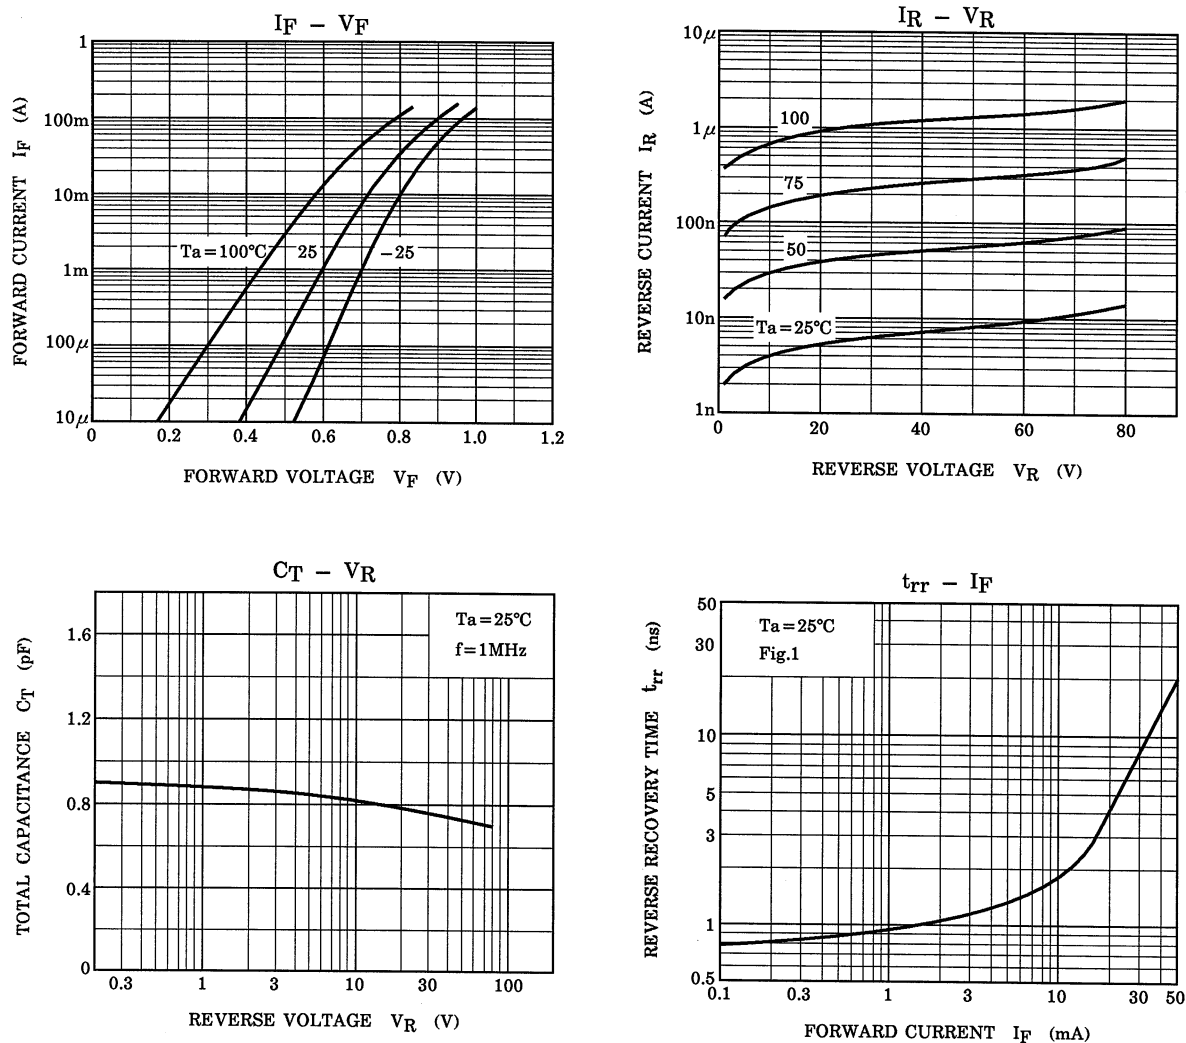 IF – VF
1
100m
10m
1m
100μ
10μ
FORWARD CURRENT IF (A)
Ta=100°C
25
–25
0
0.2
0.4
0.6
0.8
1.0
1.2
FORWARD VOLTAGE VF (V)
IR – VR
10μ
1μ
100n
10n
1n
REVERSE CURRENT IR (A)
100
75
50
Ta=25°C
0
20
40
60
80
REVERSE VOLTAGE VR (V)
CT – VR
1.6
1.2
0.8
0.4
0
TOTAL CAPACITANCE CT (pF)
Ta=25°C
f=1MHz
0.3
1
3
10
30
100
REVERSE VOLTAGE VR (V)
trr – IF
50
30
10
5
3
1
0.5
REVERSE RECOVERY TIME trr (ns)
Ta=25°C
Fig.1
0.1
0.3
1
3
10
30
50
FORWARD CURRENT IF (mA)